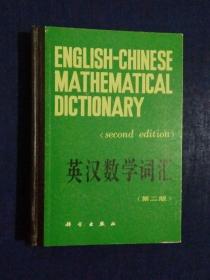 ENGLISH-CHINESE
MATHEMATICAL
DICTIONARY
(second edition)
英汉数学词汇
(第二版)
科学出版社